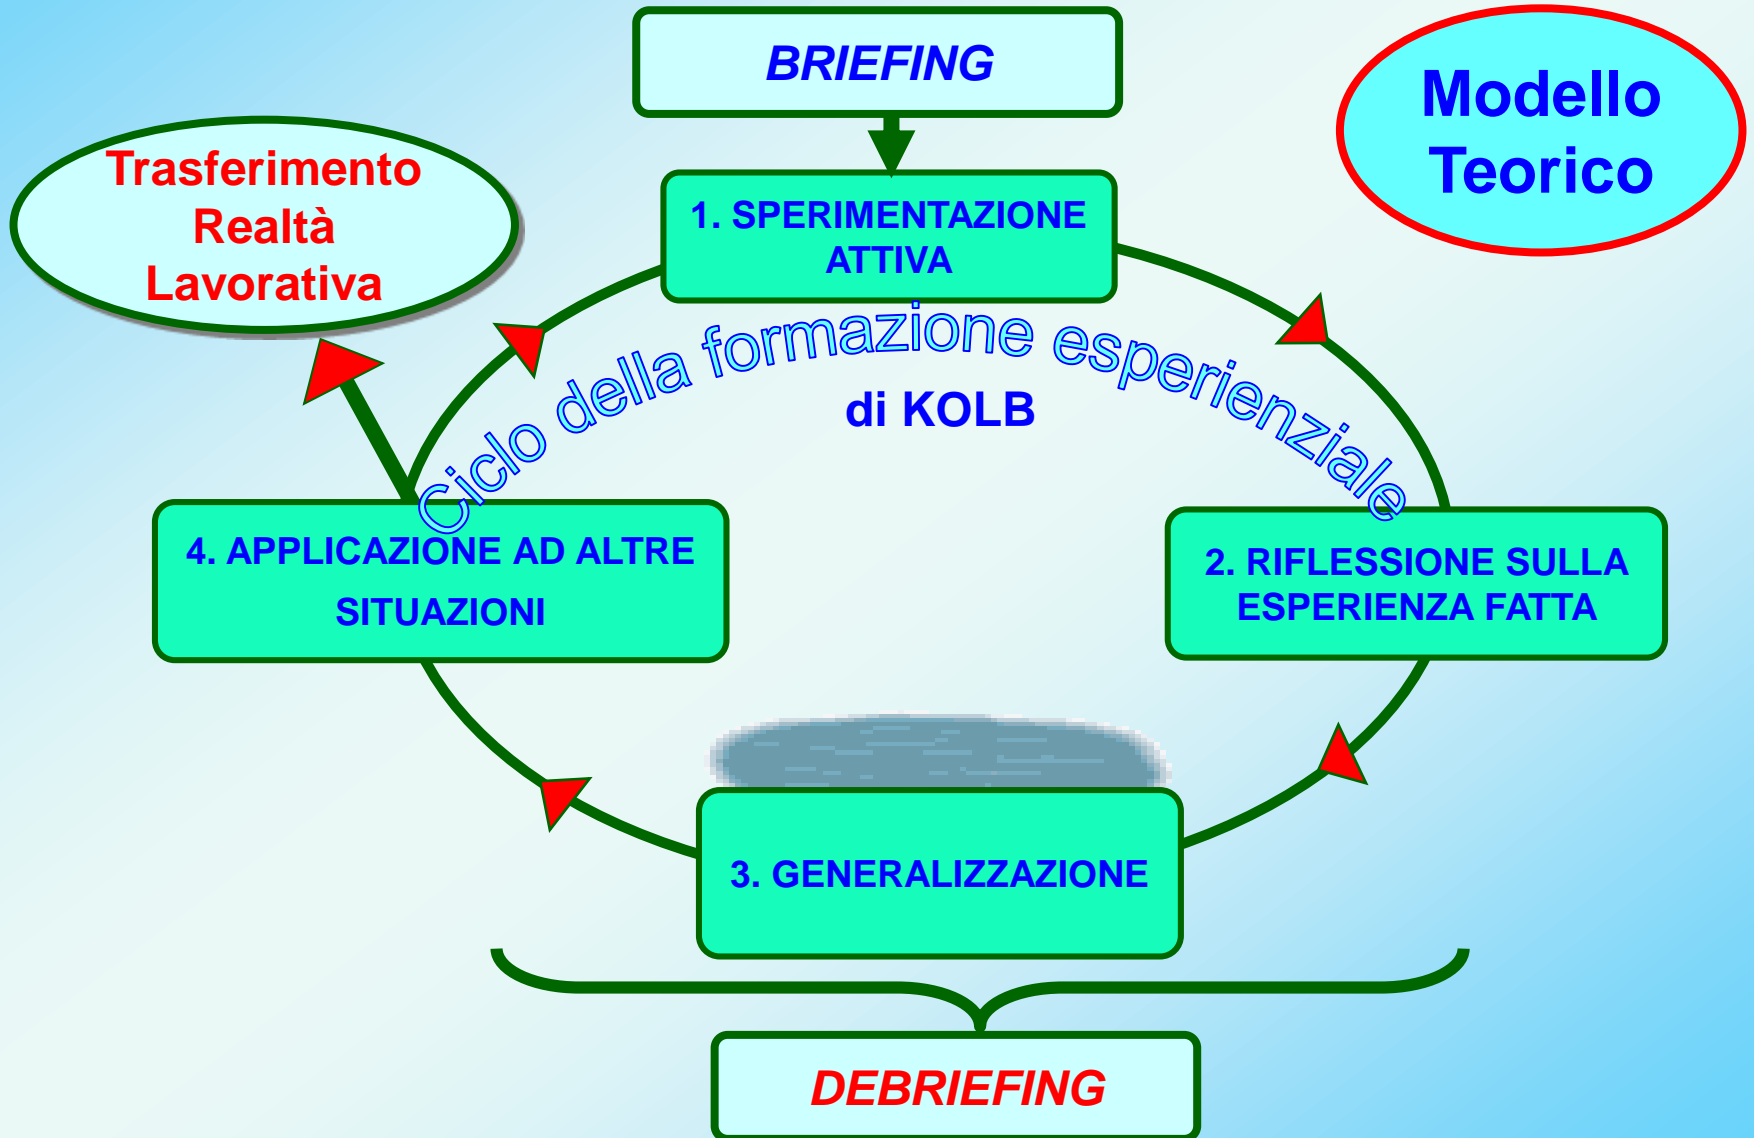 BRIEFING
Modello
Teorico
Trasferimento
Realtà
Lavorativa
1. SPERIMENTAZIONE
ATTIVA
Ciclo della formazione esperienziale
di KOLB
4. APPLICAZIONE AD ALTRE
SITUAZIONI
2. RIFLESSIONE SULLA
ESPERIENZA FATTA
3. GENERALIZZAZIONE
DEBRIEFING